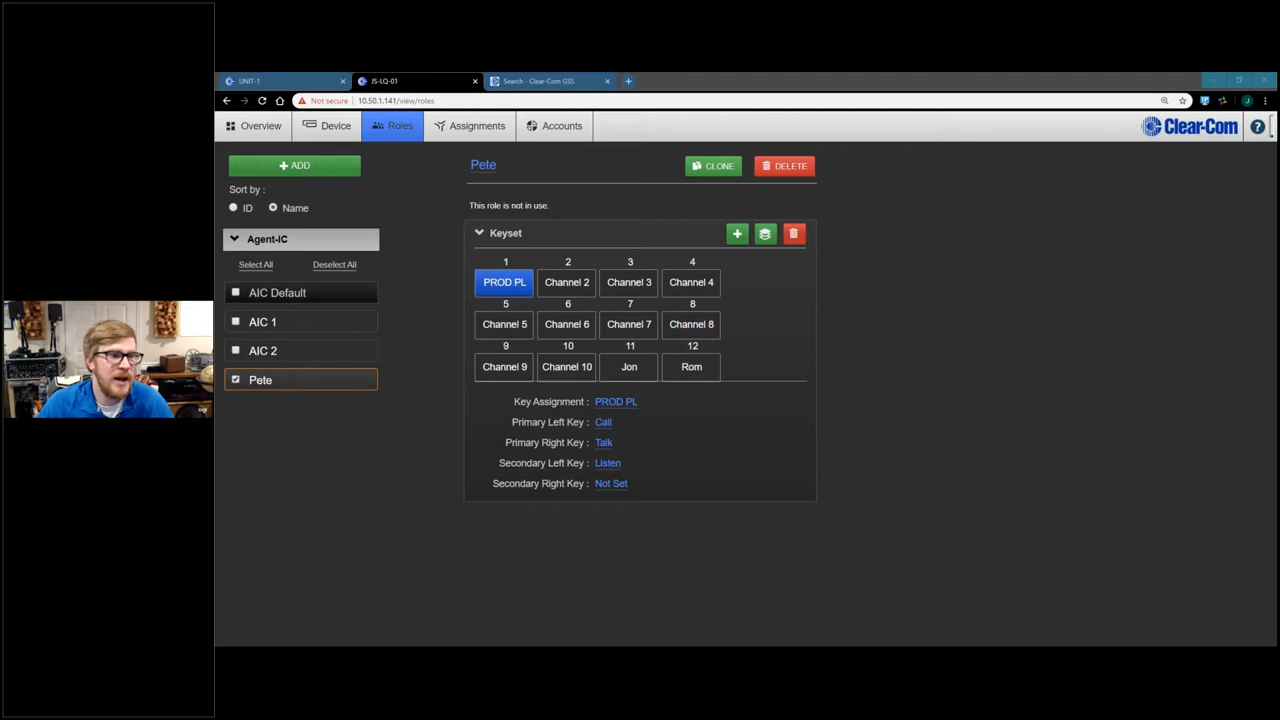 UNIT-1
JS-LQ-01
Search - Clear-Com GSS
Not secure | 10.50.1.141/view/roles
Overview
Device
Roles
Assignments
Accounts
Clear-Com
?
+ ADD
Sort by :
ID
Name
Agent-IC
Select All
Deselect All
AIC Default
AIC 1
AIC 2
Pete
Pete
CLONE
DELETE
This role is not in use.
Keyset
1 2 3 4
PROD PL Channel 2 Channel 3 Channel 4
5 6 7 8
Channel 5 Channel 6 Channel 7 Channel 8
9 10 11 12
Channel 9 Channel 10 Jon Rom
Key Assignment : PROD PL
Primary Left Key : Call
Primary Right Key : Talk
Secondary Left Key : Listen
Secondary Right Key : Not Set